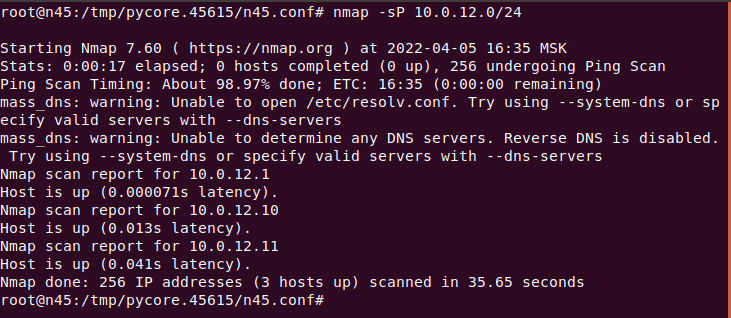 root@n45:/tmp/pycore.45615/n45.conf# nmap -sP 10.0.12.0/24
Starting Nmap 7.60 ( https://nmap.org ) at 2022-04-05 16:35 MSK
Stats: 0:00:17 elapsed; 0 hosts completed (0 up), 256 undergoing Ping Scan
Ping Scan Timing: About 98.97% done; ETC: 16:35 (0:00:00 remaining)
mass_dns: warning: Unable to open /etc/resolv.conf. Try using --system-dns or sp
ecify valid servers with --dns-servers
mass_dns: warning: Unable to determine any DNS servers. Reverse DNS is disabled.
 Try using --system-dns or specify valid servers with --dns-servers
Nmap scan report for 10.0.12.1
Host is up (0.000071s latency).
Nmap scan report for 10.0.12.10
Host is up (0.013s latency).
Nmap scan report for 10.0.12.11
Host is up (0.041s latency).
Nmap done: 256 IP addresses (3 hosts up) scanned in 35.65 seconds
root@n45:/tmp/pycore.45615/n45.conf#